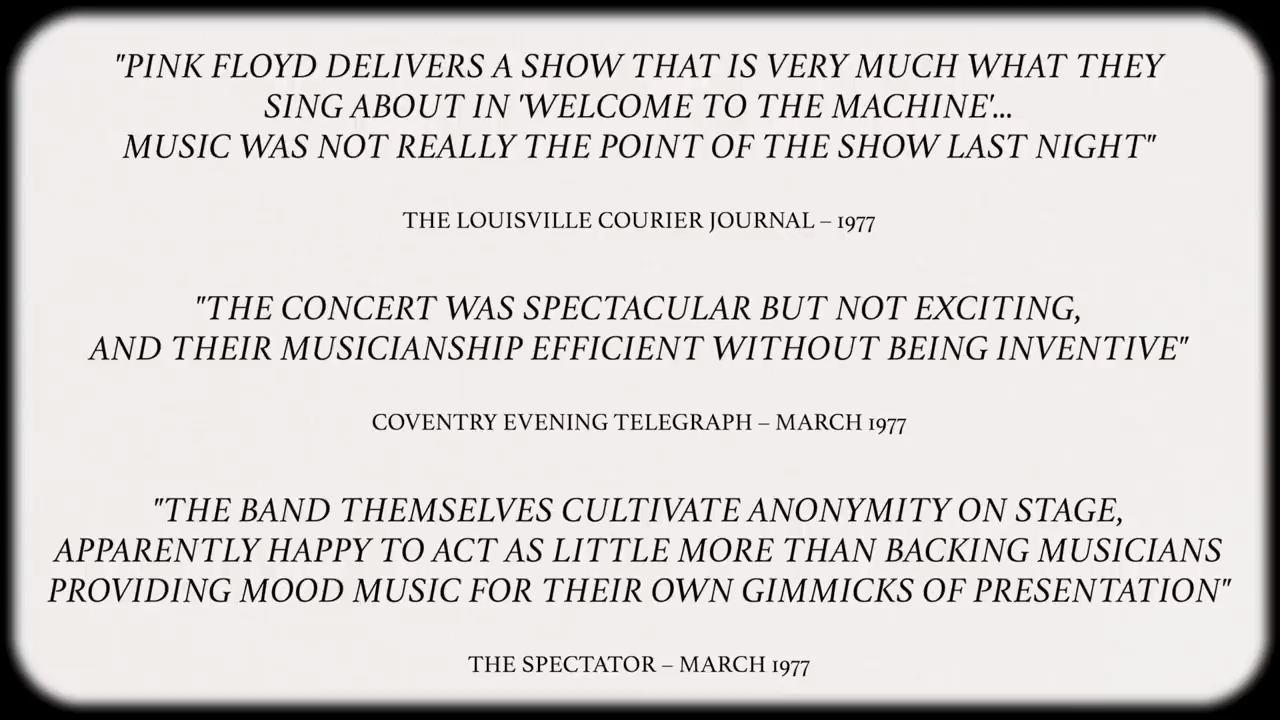 "PINK FLOYD DELIVERS A SHOW THAT IS VERY MUCH WHAT THEY
SING ABOUT IN 'WELCOME TO THE MACHINE'...
MUSIC WAS NOT REALLY THE POINT OF THE SHOW LAST NIGHT"
THE LOUISVILLE COURIER JOURNAL – 1977
"THE CONCERT WAS SPECTACULAR BUT NOT EXCITING,
AND THEIR MUSICIANSHIP EFFICIENT WITHOUT BEING INVENTIVE"
COVENTRY EVENING TELEGRAPH – MARCH 1977
"THE BAND THEMSELVES CULTIVATE ANONYMITY ON STAGE,
APPARENTLY HAPPY TO ACT AS LITTLE MORE THAN BACKING MUSICIANS
PROVIDING MOOD MUSIC FOR THEIR OWN GIMMICKS OF PRESENTATION"
THE SPECTATOR – MARCH 1977